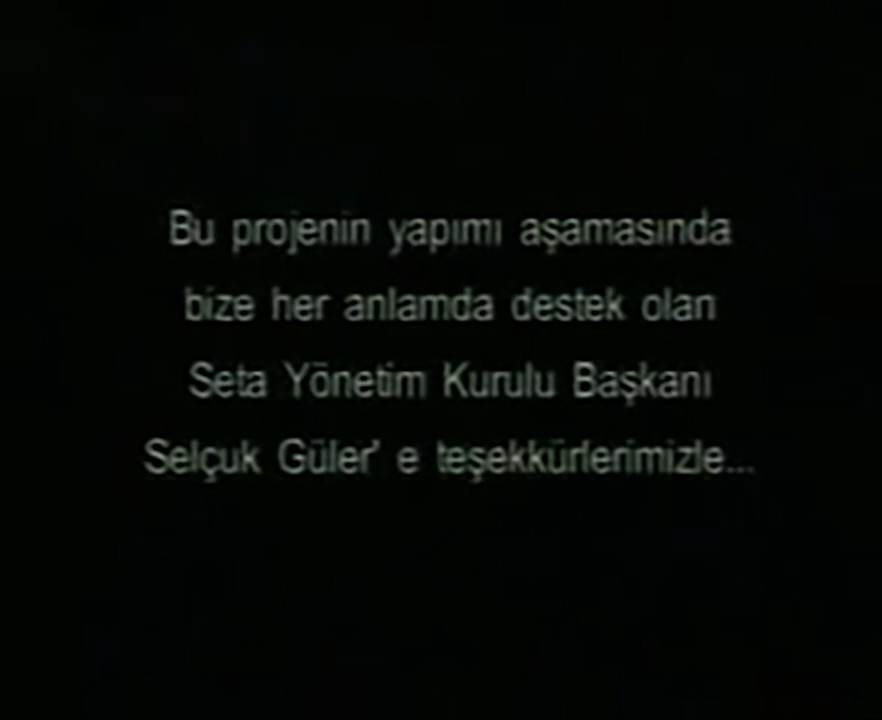 Bu projenin yapımı aşamasında
bize her anlamda destek olan
Seta Yönetim Kurulu Başkanı
Selçuk Güler' e teşekkürlerimizle...